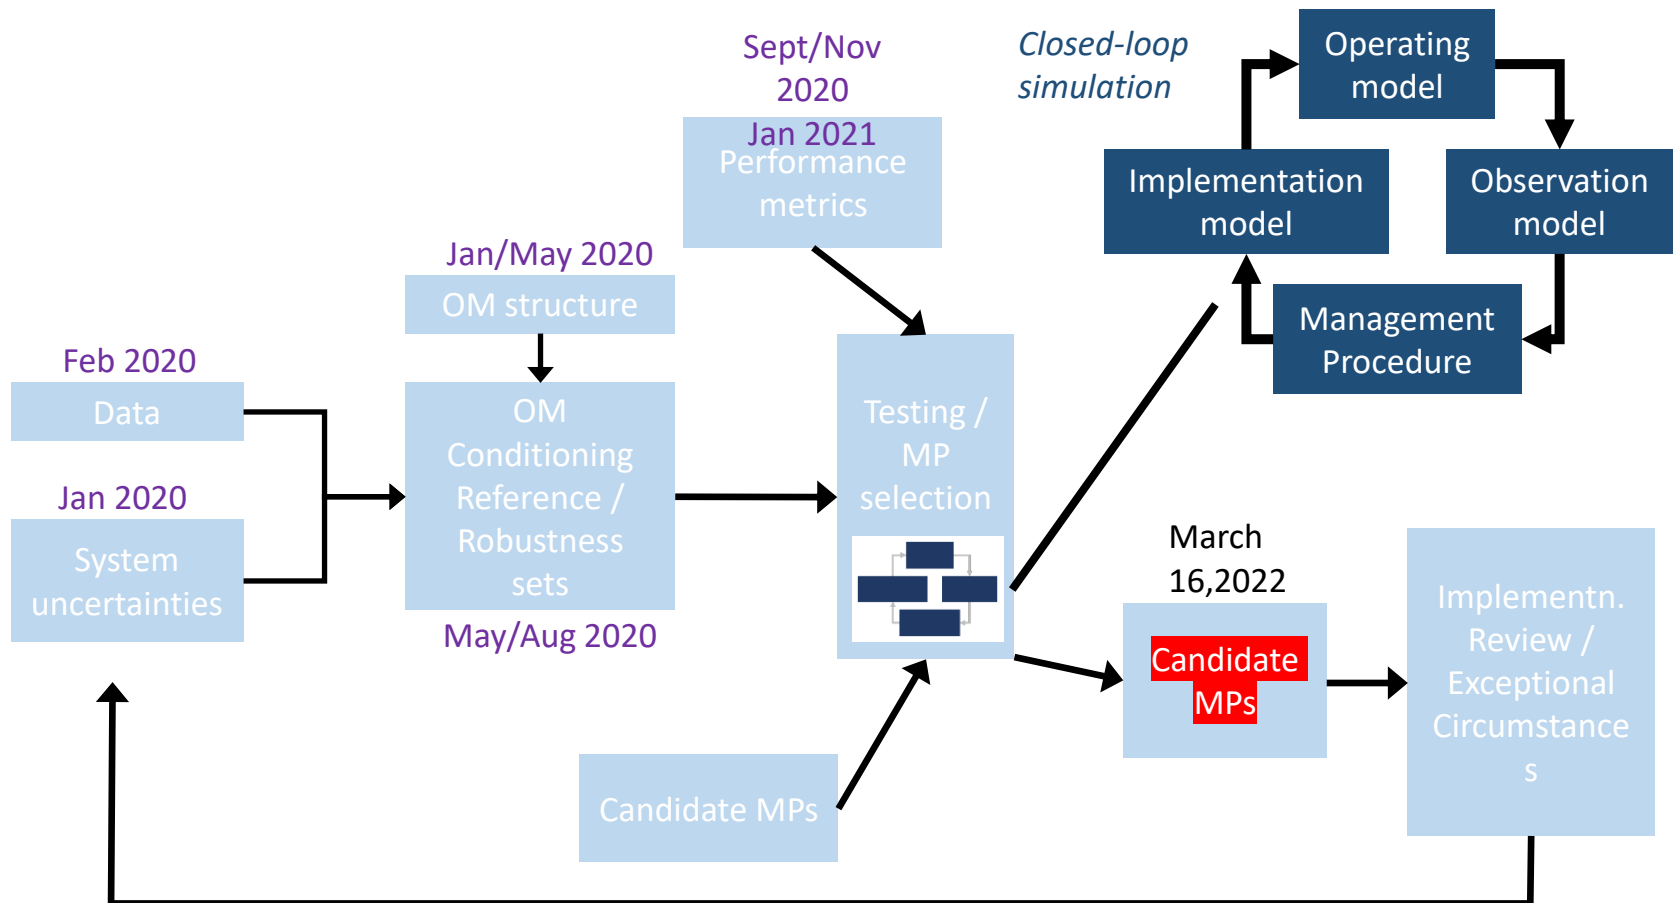 Sept/Nov
2020
Jan 2021
Performance
metrics
Closed-loop
simulation
Operating
model
Implementation
model
Observation
model
Management
Procedure
Jan/May 2020
OM structure
Feb 2020
Data
Jan 2020
System
uncertainties
OM
Conditioning
Reference /
Robustness
sets
May/Aug 2020
Testing /
MP
selection
Candidate MPs
March
16,2022
Candidate
MPs
Implementn.
Review /
Exceptional
Circumstance
s